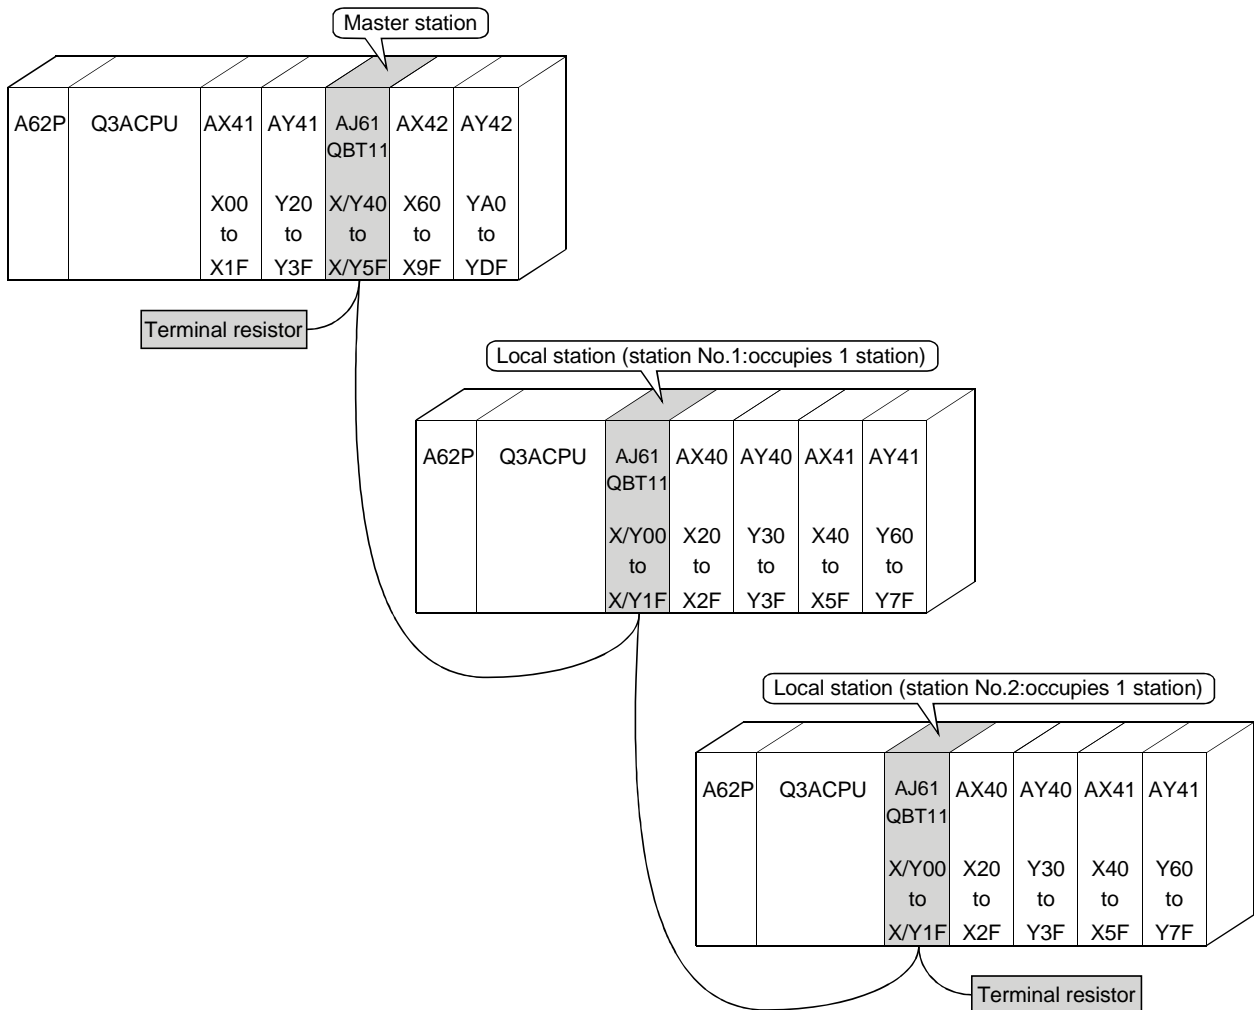 Master station
A62P Q3ACPU AX41 AY41 AJ61 AX42 AY42
QBT11
X00 Y20 X/Y40 X60 YA0
to to to to to
X1F Y3F X/Y5F X9F YDF
Terminal resistor
Local station (station No.1:occupies 1 station)
A62P Q3ACPU AJ61 AX40 AY40 AX41 AY41
QBT11
X/Y00 X20 Y30 X40 Y60
to to to to to
X/Y1F X2F Y3F X5F Y7F
Local station (station No.2:occupies 1 station)
A62P Q3ACPU AJ61 AX40 AY40 AX41 AY41
QBT11
X/Y00 X20 Y30 X40 Y60
to to to to to
X/Y1F X2F Y3F X5F Y7F
Terminal resistor